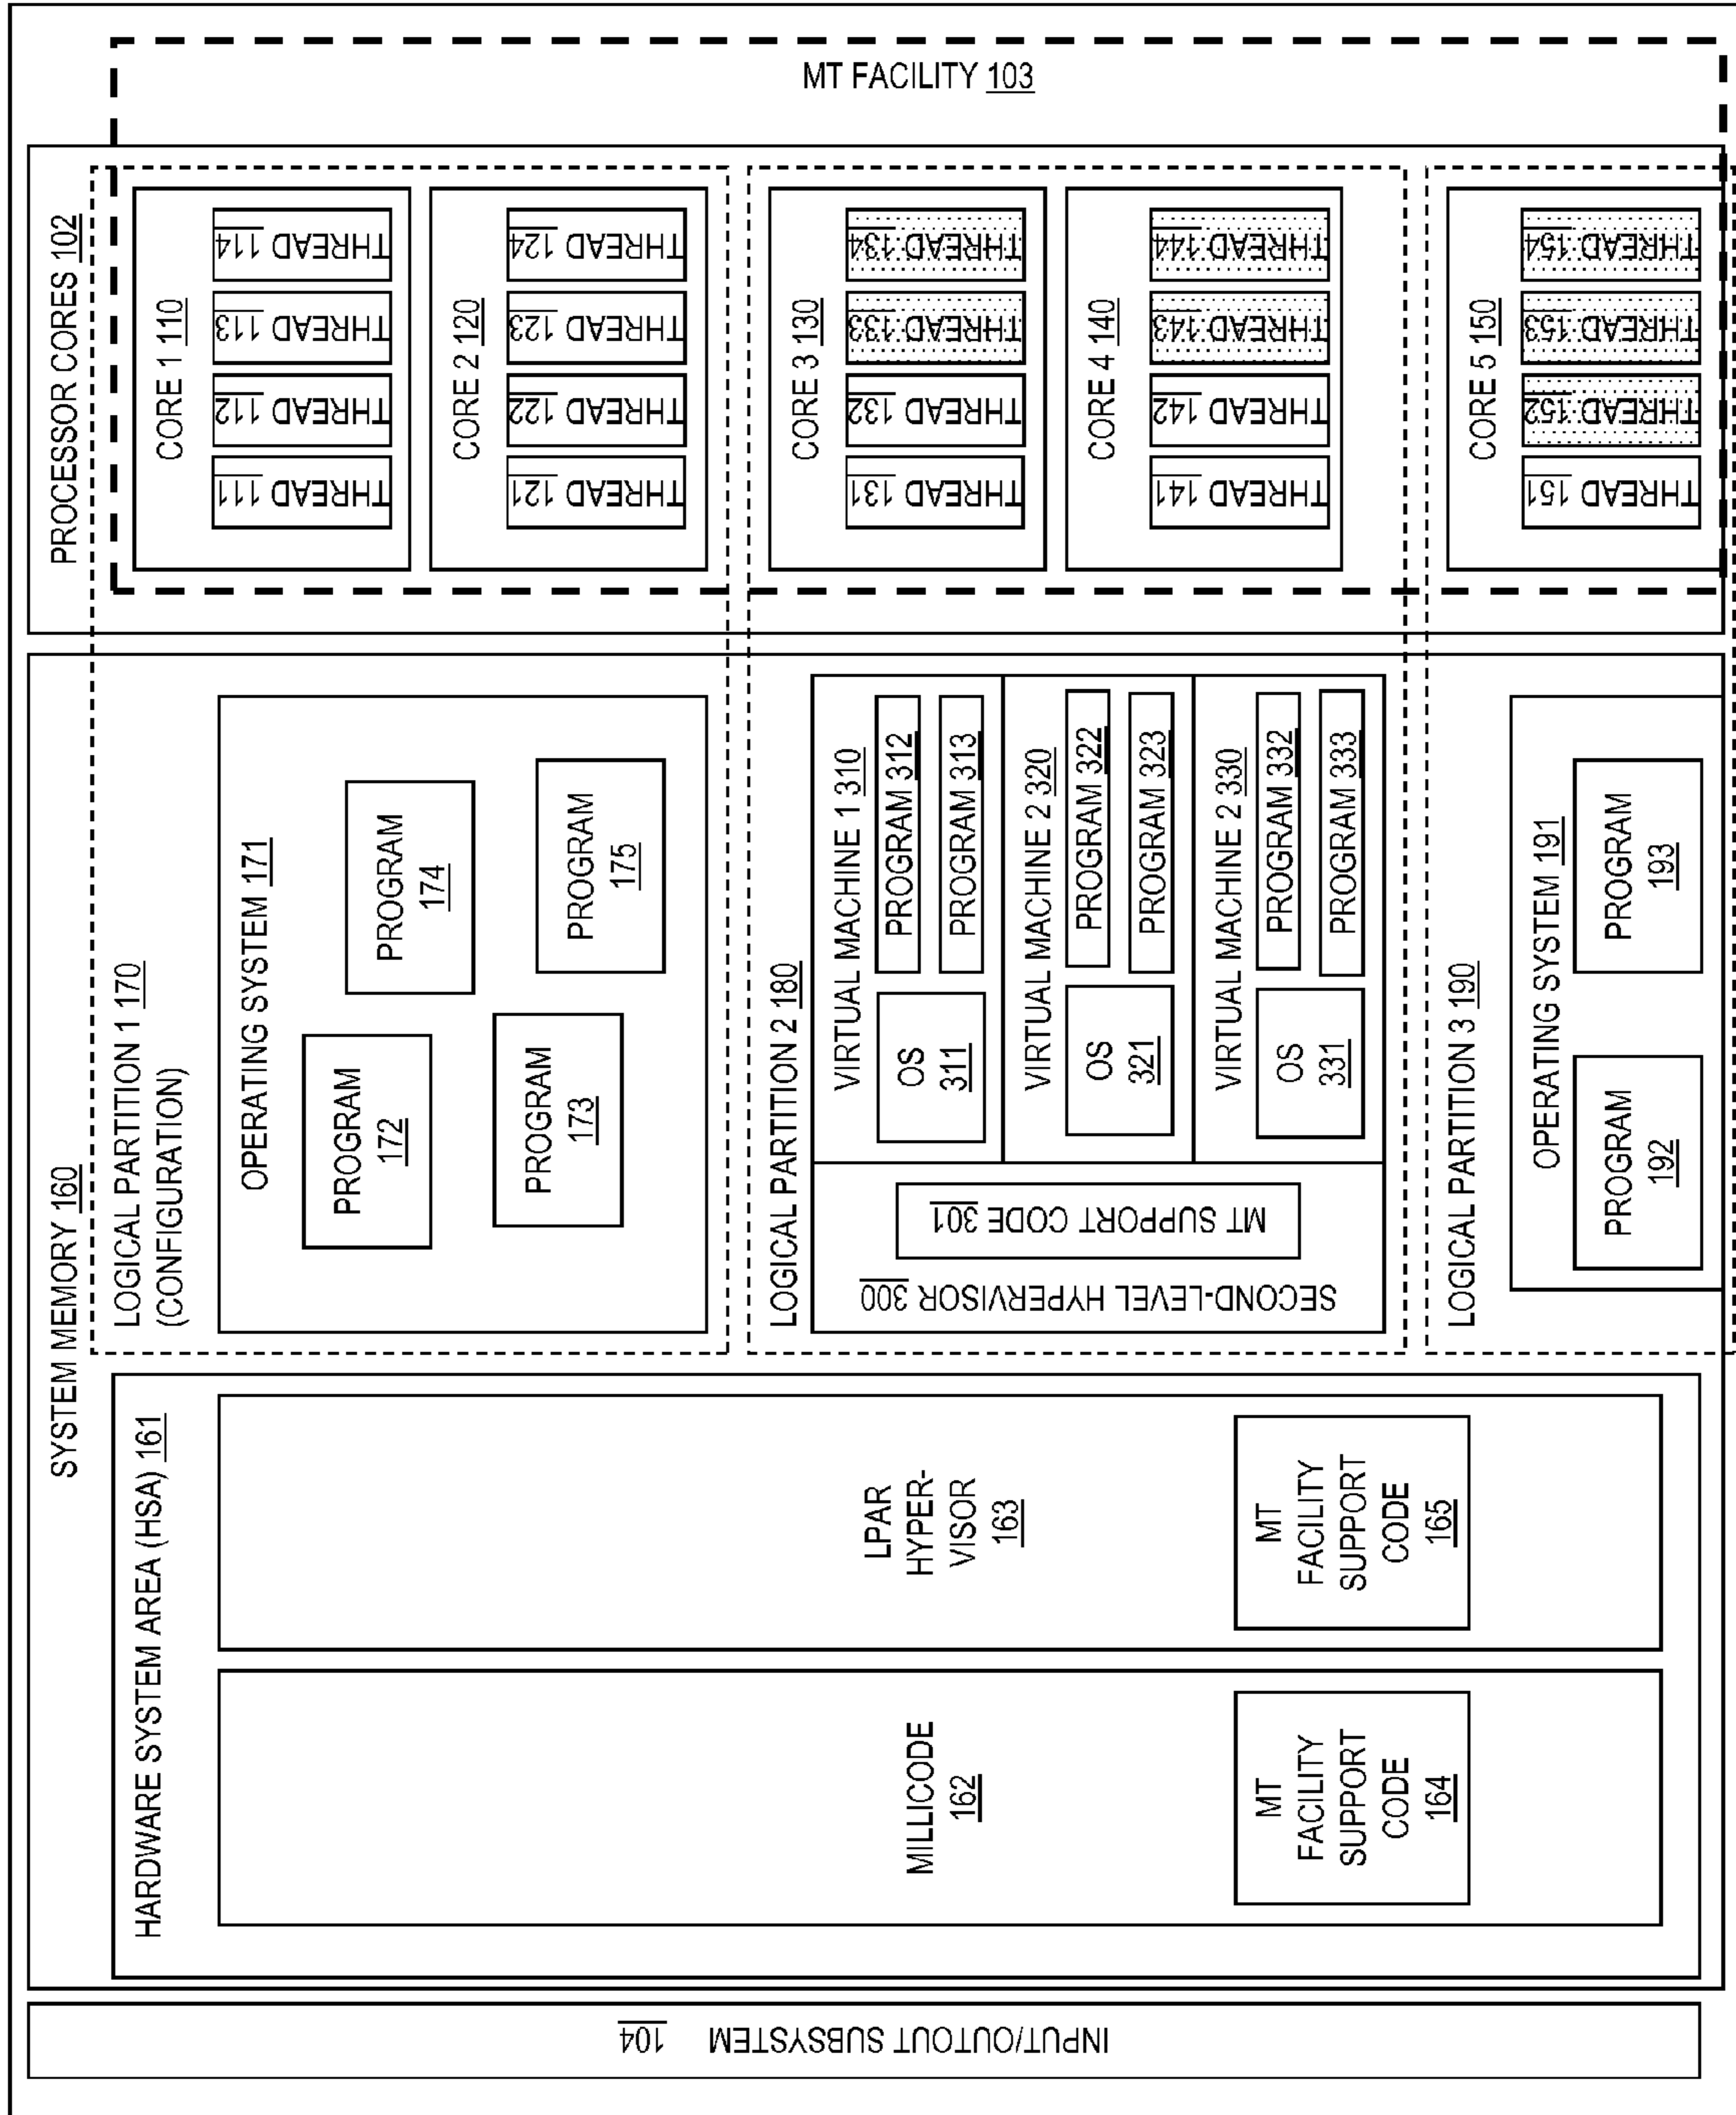 MT FACILITY 103
PROCESSOR CORES 102
CORE 1 110
THREAD 111
THREAD 112
THREAD 113
THREAD 114
CORE 2 120
THREAD 121
THREAD 122
THREAD 123
THREAD 124
CORE 3 130
THREAD 131
THREAD 132
THREAD 133
THREAD 134
CORE 4 140
THREAD 141
THREAD 142
THREAD 143
THREAD 144
CORE 5 150
THREAD 151
THREAD 152
THREAD 153
THREAD 154
SYSTEM MEMORY 160
LOGICAL PARTITION 1 170
(CONFIGURATION)
OPERATING SYSTEM 171
PROGRAM
172
PROGRAM
174
PROGRAM
173
PROGRAM
175
LOGICAL PARTITION 2 180
VIRTUAL MACHINE 1 310
OS
311
PROGRAM 312
PROGRAM 313
VIRTUAL MACHINE 2 320
OS
321
PROGRAM 322
PROGRAM 323
VIRTUAL MACHINE 2 330
OS
331
PROGRAM 332
PROGRAM 333
MT SUPPORT CODE 301
SECOND-LEVEL HYPERVISOR 300
LOGICAL PARTITION 3 190
OPERATING SYSTEM 191
PROGRAM
192
PROGRAM
193
HARDWARE SYSTEM AREA (HSA) 161
LPAR
HYPER-
VISOR
163
MT
FACILITY
SUPPORT
CODE
165
MILLICODE
162
MT
FACILITY
SUPPORT
CODE
164
INPUT/OUTOUT SUBSYSTEM 104